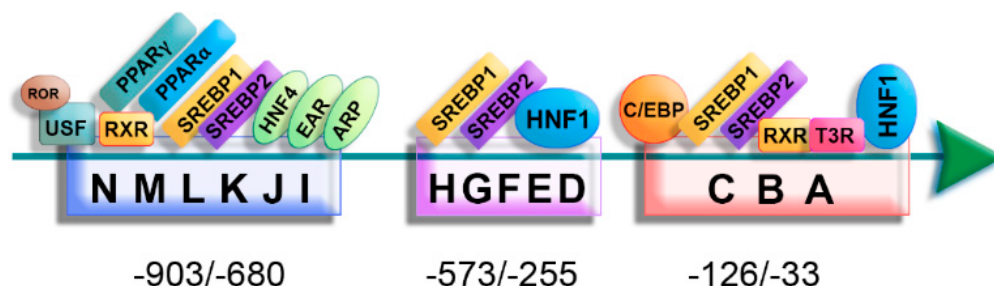 ROR
USF
PPARγ
RXR
PPARα
SREBP1
SREBP2
HNF4
EAR
ARP
N M L K J I
-903/-680
SREBP1
SREBP2
HNF1
HGFED
-573/-255
C/EBP
SREBP1
SREBP2
RXR
T3R
HNF1
C B A
-126/-33